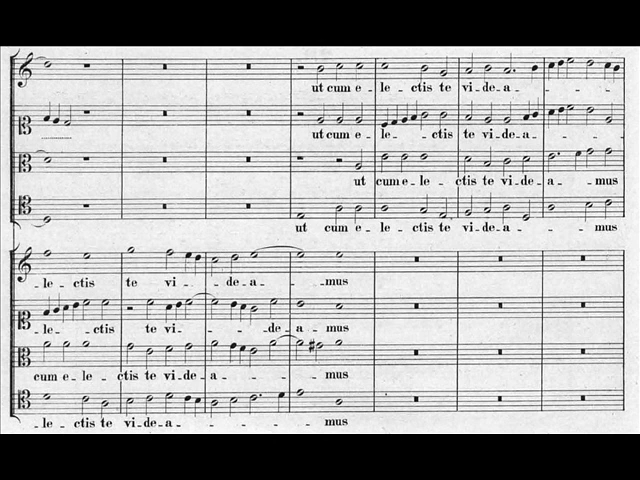 ut cum e - le - ctis te vi - de - a -
ut cum e - le - ctis te vi - de - a -
ut cum e - le - ctis te vi - de - a - mus
ut cum e - le - ctis te vi - de - a - mus
- le - ctis te vi - de - a - mus
- le - ctis te vi - de - a - mus
cum e - le - ctis te vi - de - a - mus
- le - ctis te vi - de - a - mus